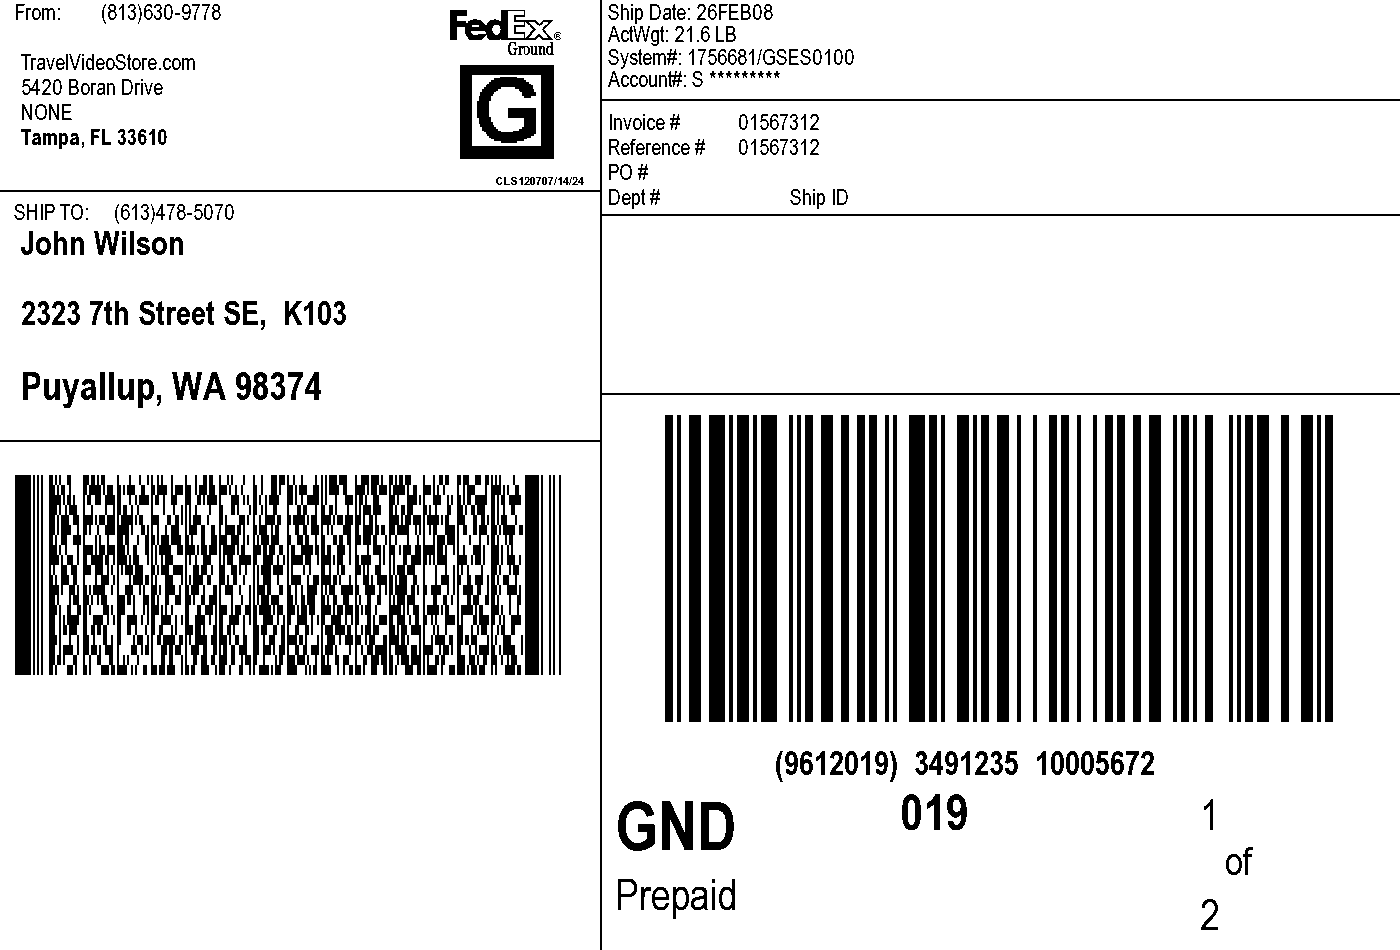 From: (813)630-9778
TravelVideoStore.com
5420 Boran Drive
NONE
Tampa, FL 33610
FedEx®
Ground
G
CLS120707/14/24
Ship Date: 26FEB08
ActWgt: 21.6 LB
System#: 1756681/GSES0100
Account#: S *********
Invoice # 01567312
Reference # 01567312
PO #
Dept # Ship ID
SHIP TO: (613)478-5070
John Wilson
2323 7th Street SE, K103
Puyallup, WA 98374
(9612019) 3491235 10005672
GND 019 1
of
Prepaid 2